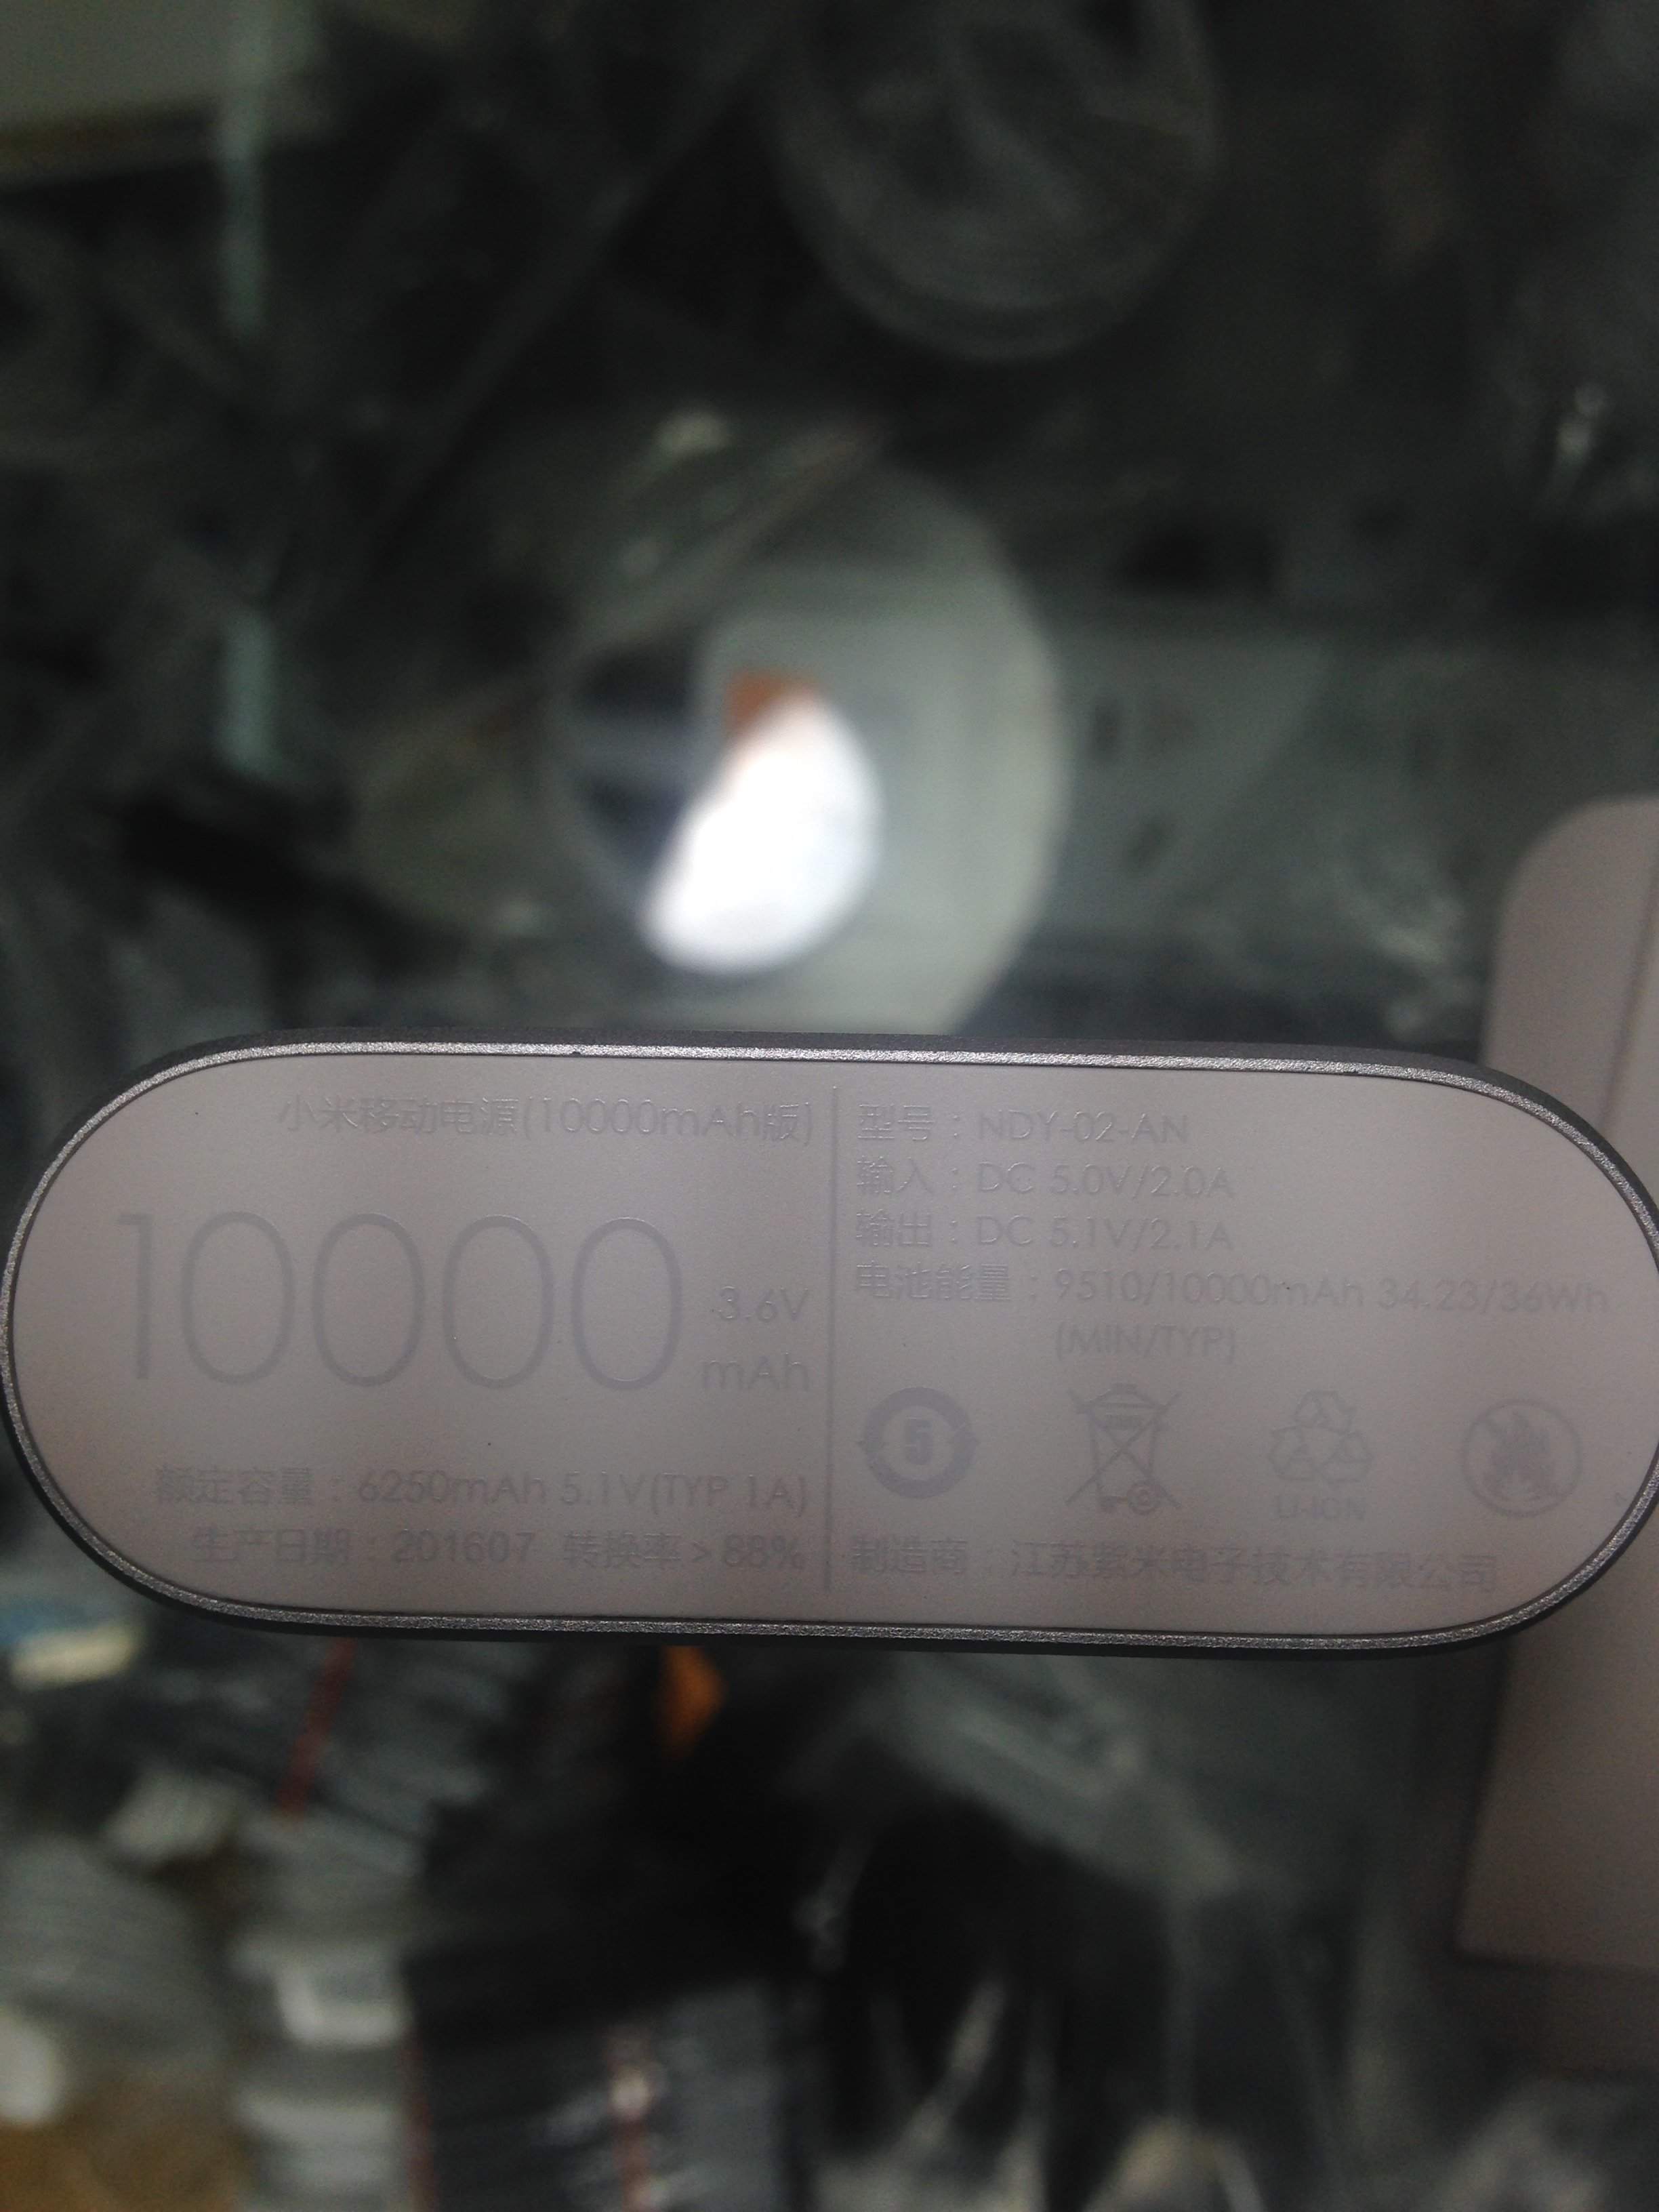 小米移动电源(10000mAh版)
10000
3.6V
mAh
额定容量：6250mAh 5.1V(TYP 1A)
生产日期：201607 转换率>88%
型号：NDY-02-AN
输入：DC 5.0V/2.0A
输出：DC 5.1V/2.1A
电池能量：9510/10000mAh 34.23/36Wh
(MIN/TYP)
5
LI-ION
制造商：江苏紫米电子技术有限公司